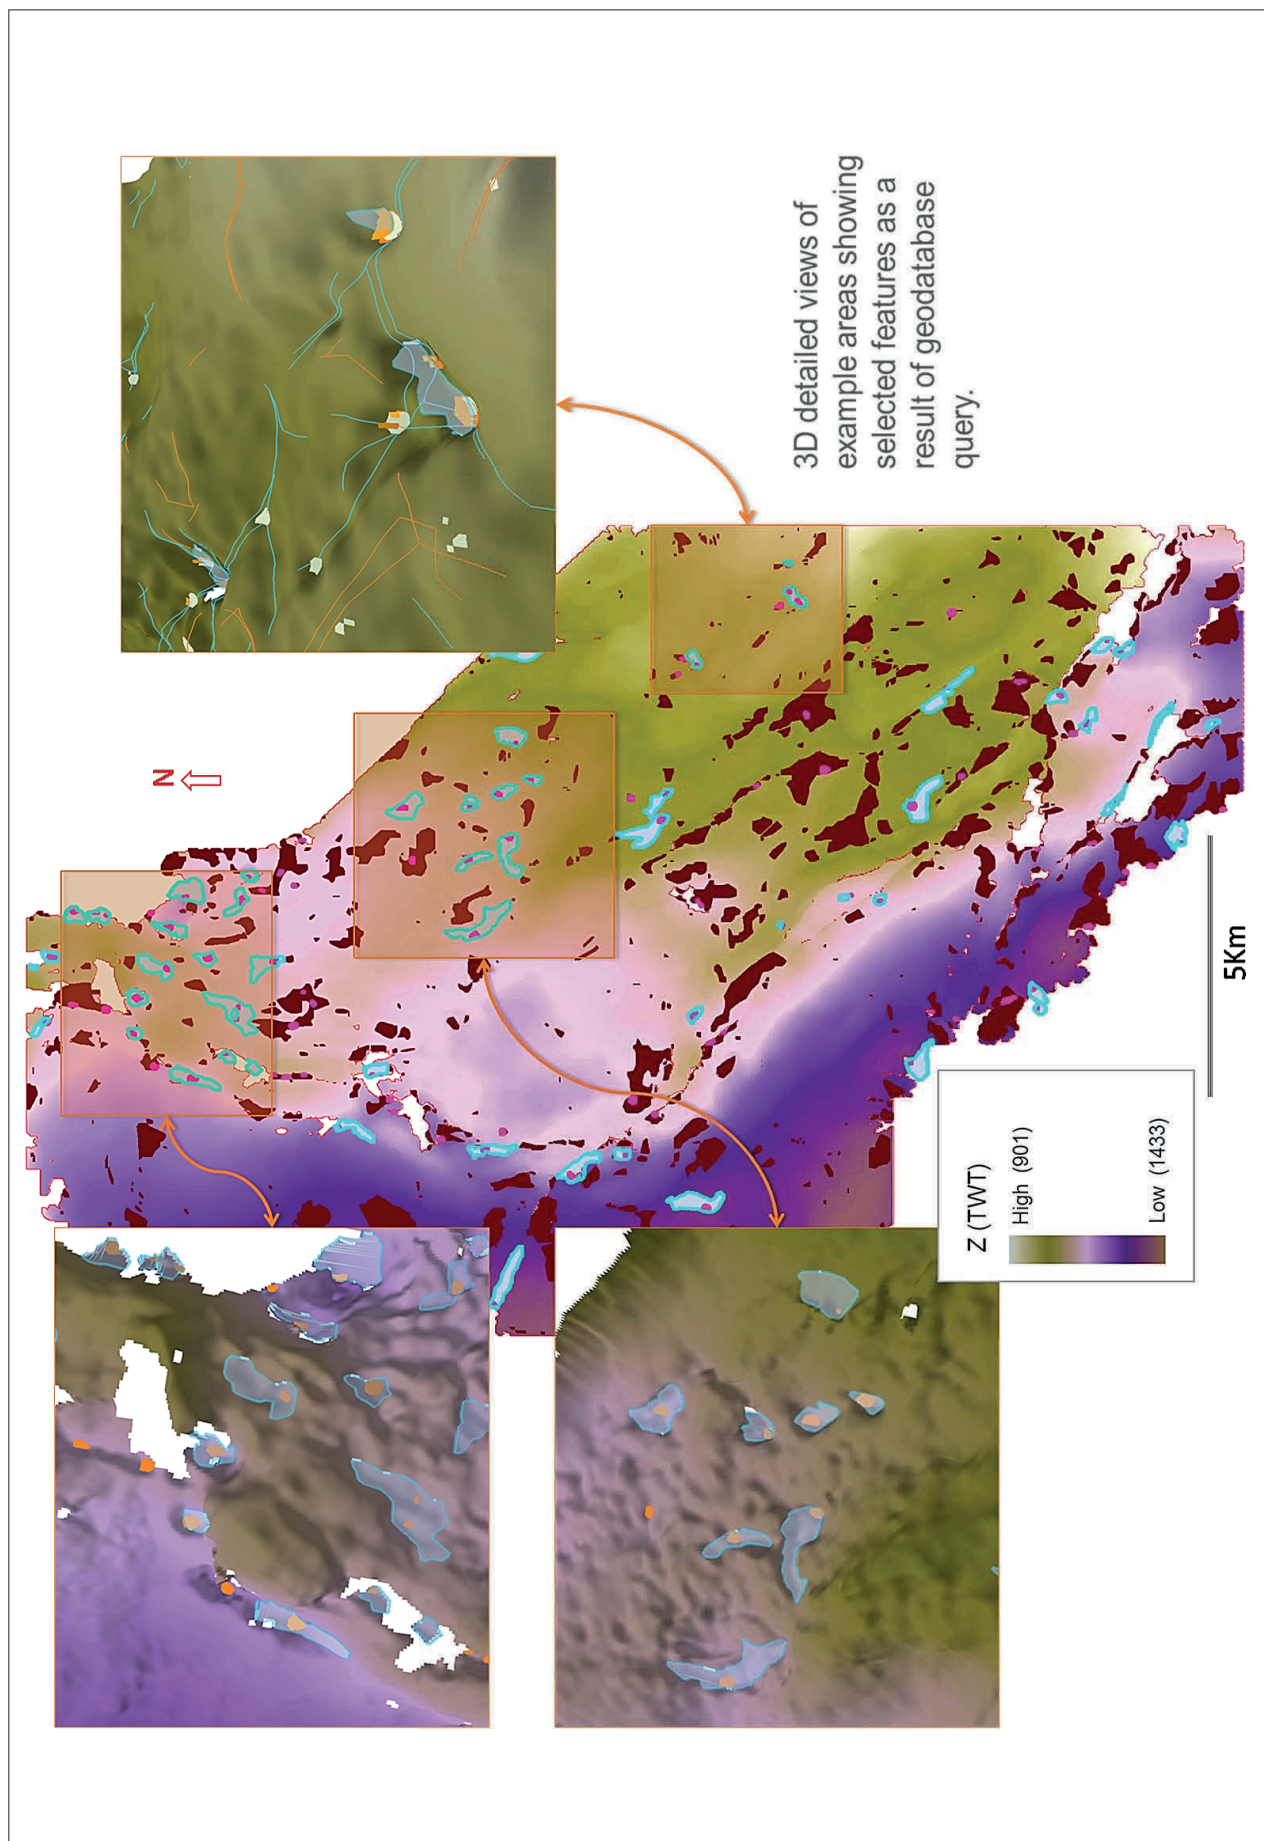 N
3D detailed views of
example areas showing
selected features as a
result of geodatabase
query.
Z (TWT)
High (901)
Low (1433)
5Km